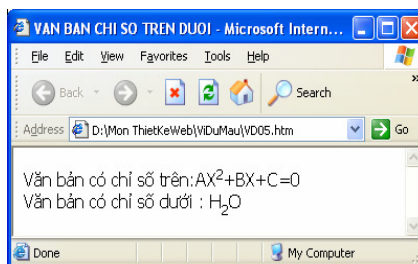 VAN BAN CHI SO TREN DUOI - Microsoft Intern...
File Edit View Favorites Tools Help
Back Search »
Address D:\Mon ThietKeWeb\ViDuMau\VD05.htm Go
Văn bản có chỉ số trên:AX²+BX+C=0
Văn bản có chỉ số dưới : H₂O
Done My Computer